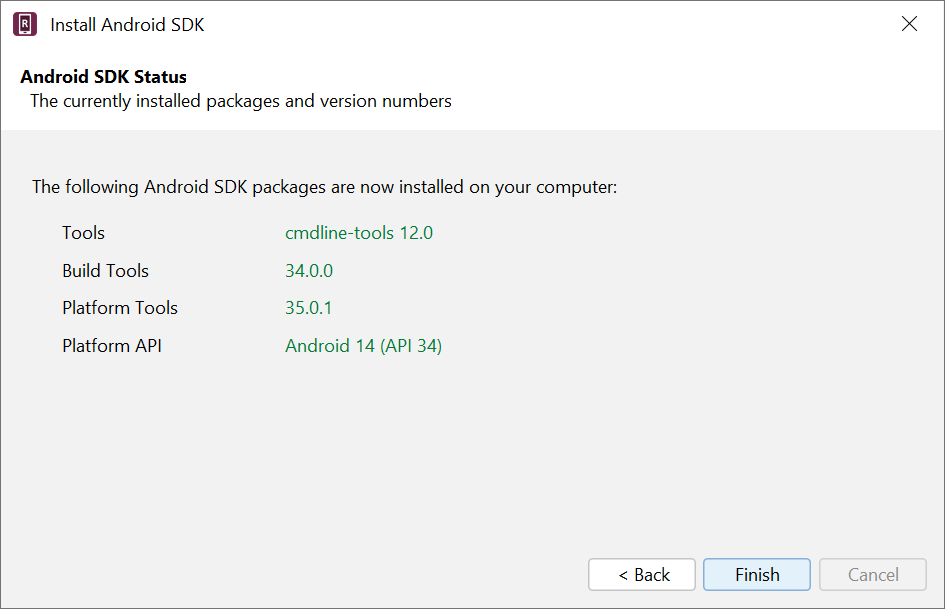 R
Install Android SDK
Android SDK Status
The currently installed packages and version numbers
The following Android SDK packages are now installed on your computer:
Tools cmdline-tools 12.0
Build Tools 34.0.0
Platform Tools 35.0.1
Platform API Android 14 (API 34)
< Back Finish Cancel